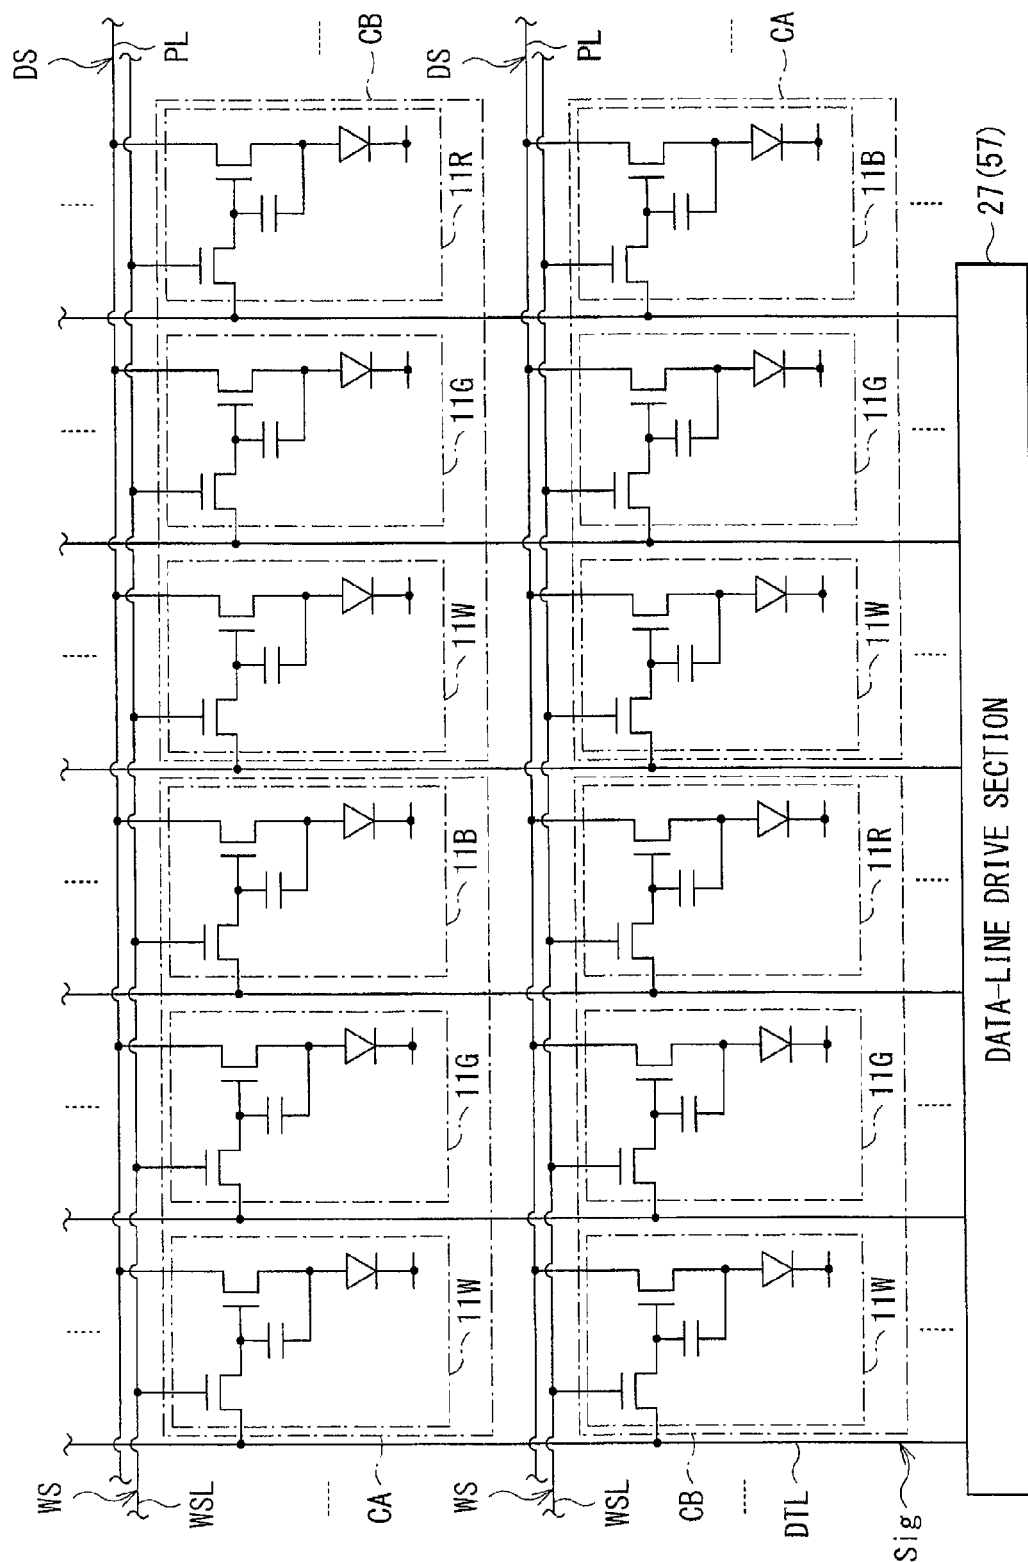 DS
PL
CB
11R
11G
11W
11B
11G
11W
WS
WSL
CA
DS
PL
CA
11B
11G
11W
11R
11G
11W
WS
WSL
CB
DTL
Sig
DATA-LINE DRIVE SECTION
27(57)